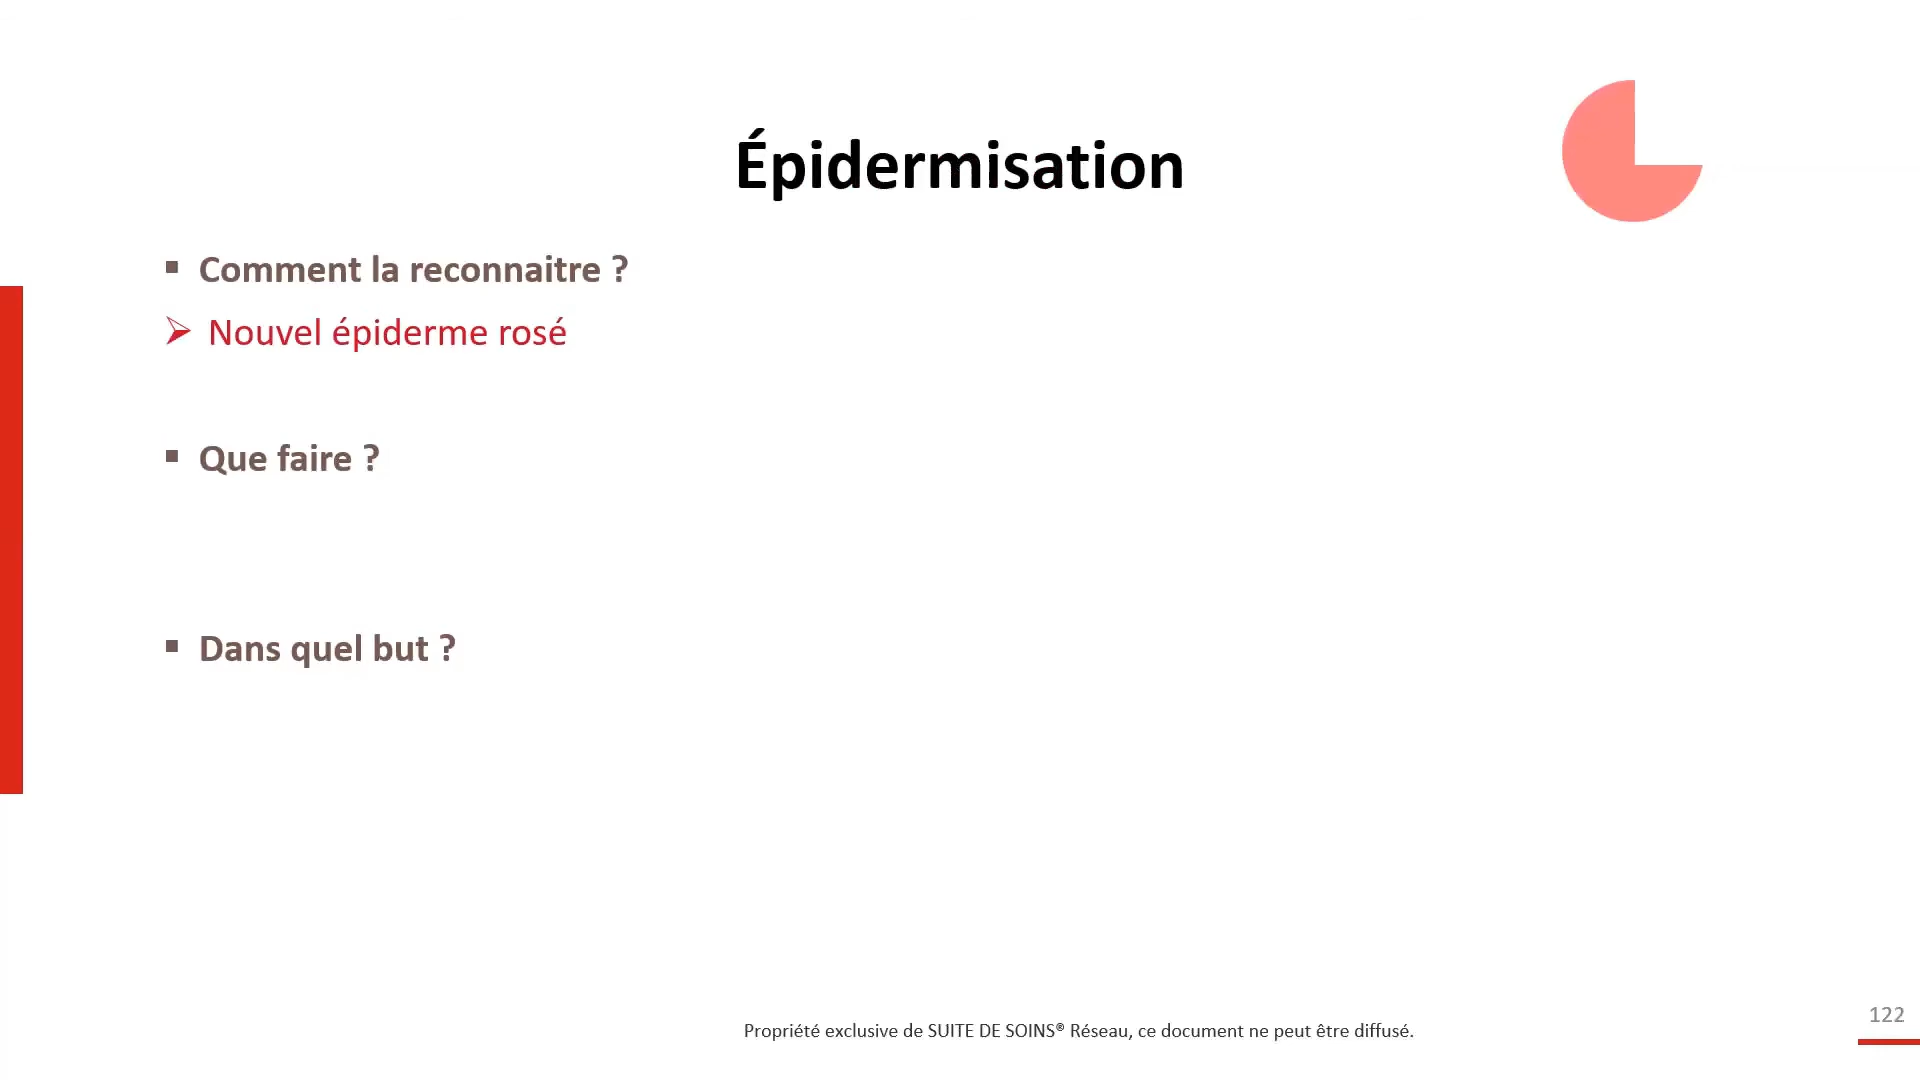 Épidermisation
▪ Comment la reconnaitre ?
➢ Nouvel épiderme rosé
▪ Que faire ?
▪ Dans quel but ?
122
Propriété exclusive de SUITE DE SOINS® Réseau, ce document ne peut être diffusé.